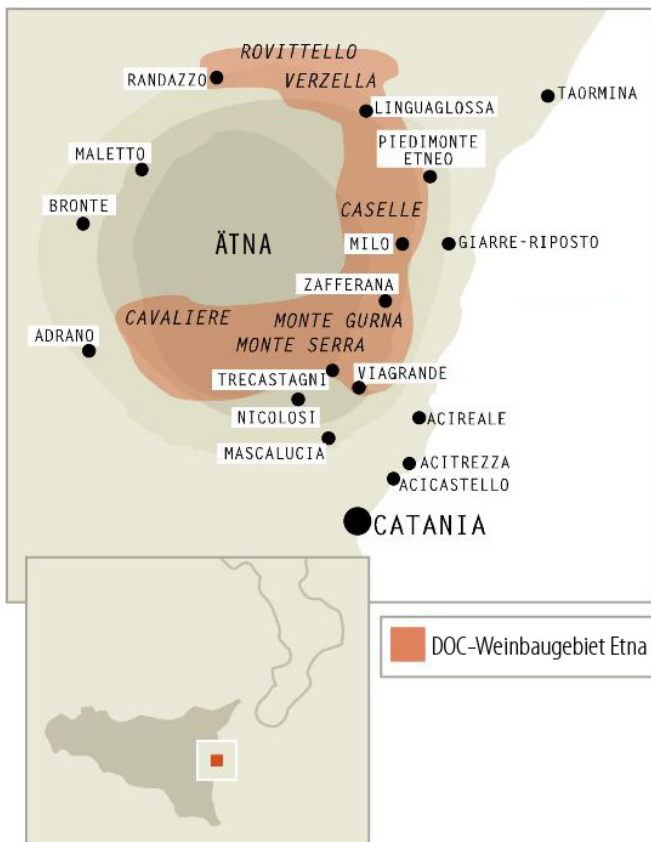 ROVITTELLO
RANDAZZO
VERZELLA
TAORMINA
LINGUAGLOSSA
PIEDIMONTE
ETNEO
MALETTO
BRONTE
CASELLE
ÄTNA
MILO
GIARRE-RIPOSTO
ZAFFERANA
CAVALIERE
MONTE GURNA
ADRANO
MONTE SERRA
TRECASTAGNI
VIAGRANDE
NICOLOSI
ACIREALE
MASCALUCIA
ACITREZZA
ACICASTELLO
CATANIA
DOC-Weinbaugebiet Etna